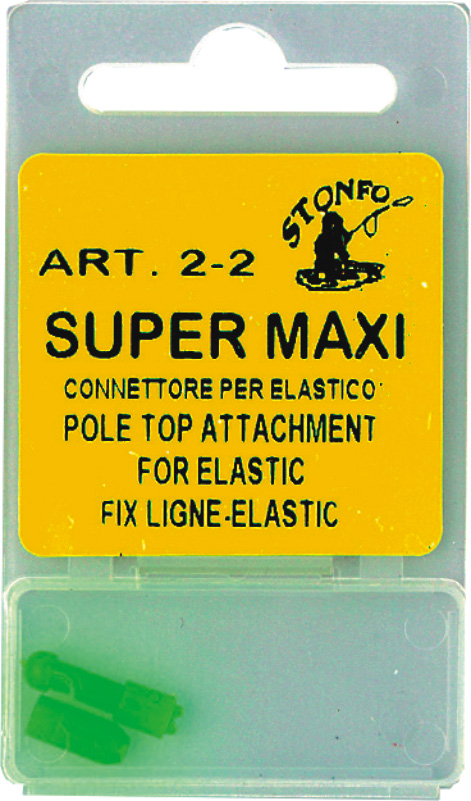 STONFO
ART. 2-2
SUPER MAXI
CONNETTORE PER ELASTICO
POLE TOP ATTACHMENT
FOR ELASTIC
FIX LIGNE-ELASTIC